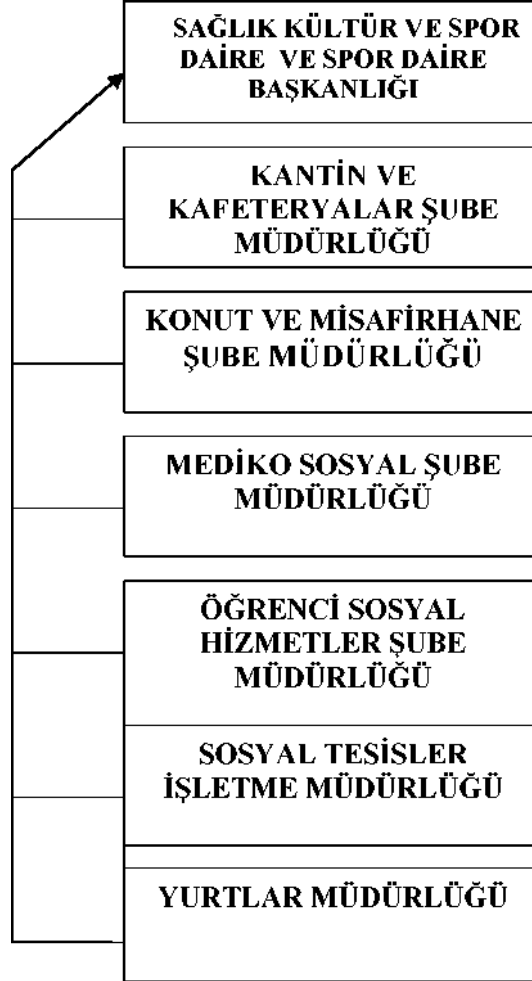 SAĞLIK KÜLTÜR VE SPOR
DAİRE VE SPOR DAİRE
BAŞKANLIĞI
KANTİN VE
KAFETERYALAR ŞUBE
MÜDÜRLÜĞÜ
KONUT VE MİSAFİRHANE
ŞUBE MÜDÜRLÜĞÜ
MEDİKO SOSYAL ŞUBE
MÜDÜRLÜĞÜ
ÖĞRENCİ SOSYAL
HİZMETLER ŞUBE
MÜDÜRLÜĞÜ
SOSYAL TESİSLER
İŞLETME MÜDÜRLÜĞÜ
YURTLAR MÜDÜRLÜĞÜ